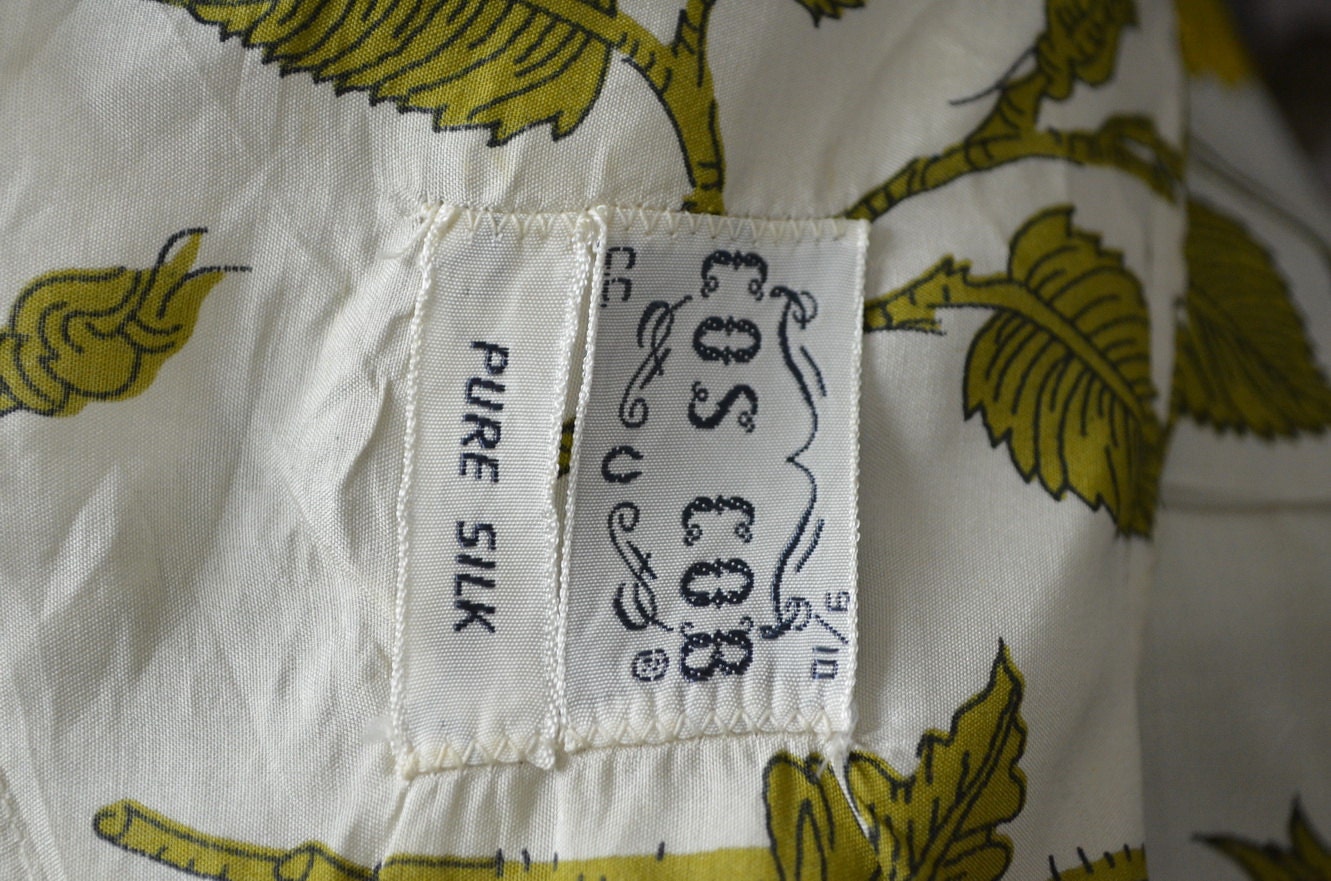 9/10
COS COB
®
PURE SILK